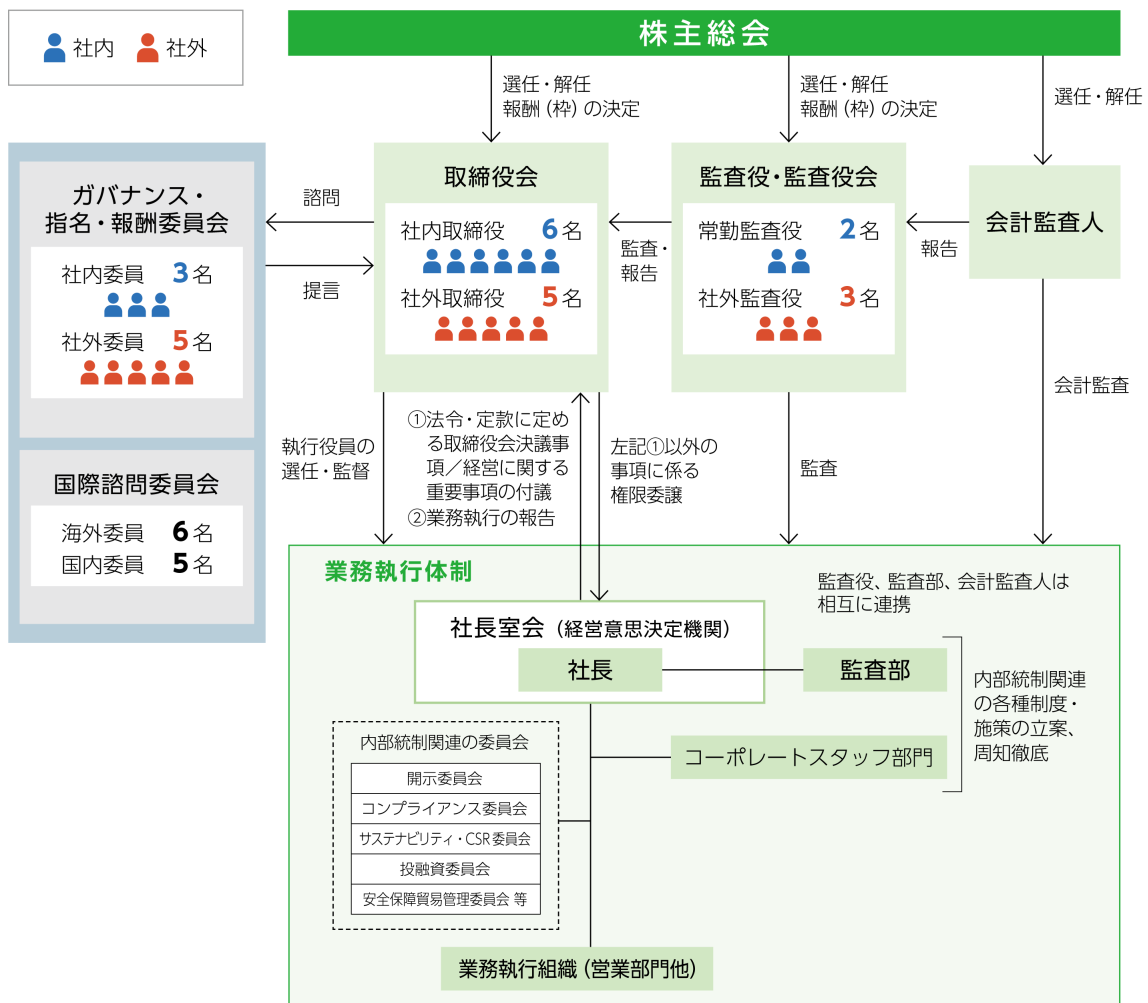 社内 社外
株主総会
選任・解任
報酬（枠）の決定
選任・解任
報酬（枠）の決定
選任・解任
ガバナンス・
指名・報酬委員会
社内委員 3名
社外委員 5名
国際諮問委員会
海外委員 6名
国内委員 5名
諮問
提言
取締役会
社内取締役 6名
社外取締役 5名
監査・
報告
監査役・監査役会
常勤監査役 2名
社外監査役 3名
報告
会計監査人
執行役員の
選任・監督
①法令・定款に定め
る取締役会決議事
項／経営に関する
重要事項の付議
②業務執行の報告
左記①以外の
事項に係る
権限委譲
監査
会計監査
業務執行体制
監査役、監査部、会計監査人は
相互に連携
社長室会（経営意思決定機関）
社長
監査部
コーポレートスタッフ部門
内部統制関連
の各種制度・
施策の立案、
周知徹底
内部統制関連の委員会
開示委員会
コンプライアンス委員会
サステナビリティ・CSR委員会
投融資委員会
安全保障貿易管理委員会 等
業務執行組織（営業部門他）